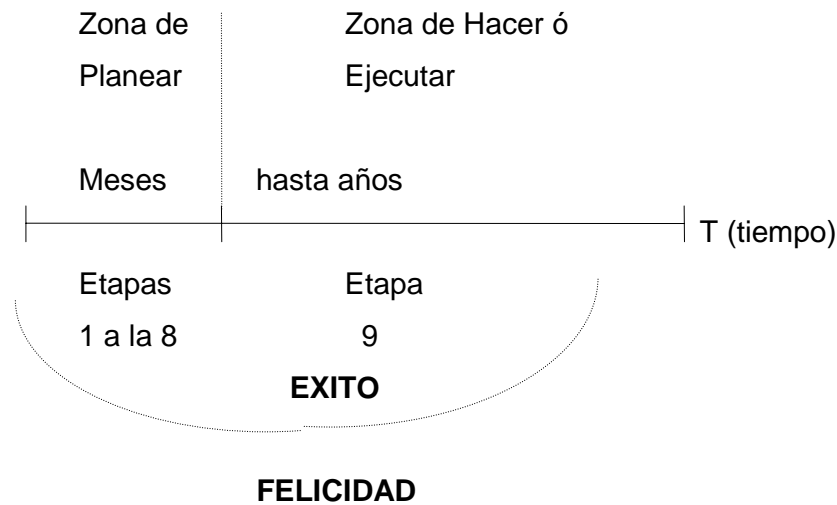 Zona de Zona de Hacer ó
Planear Ejecutar
Meses hasta años
T (tiempo)
Etapas Etapa
1 a la 8 9
EXITO
FELICIDAD